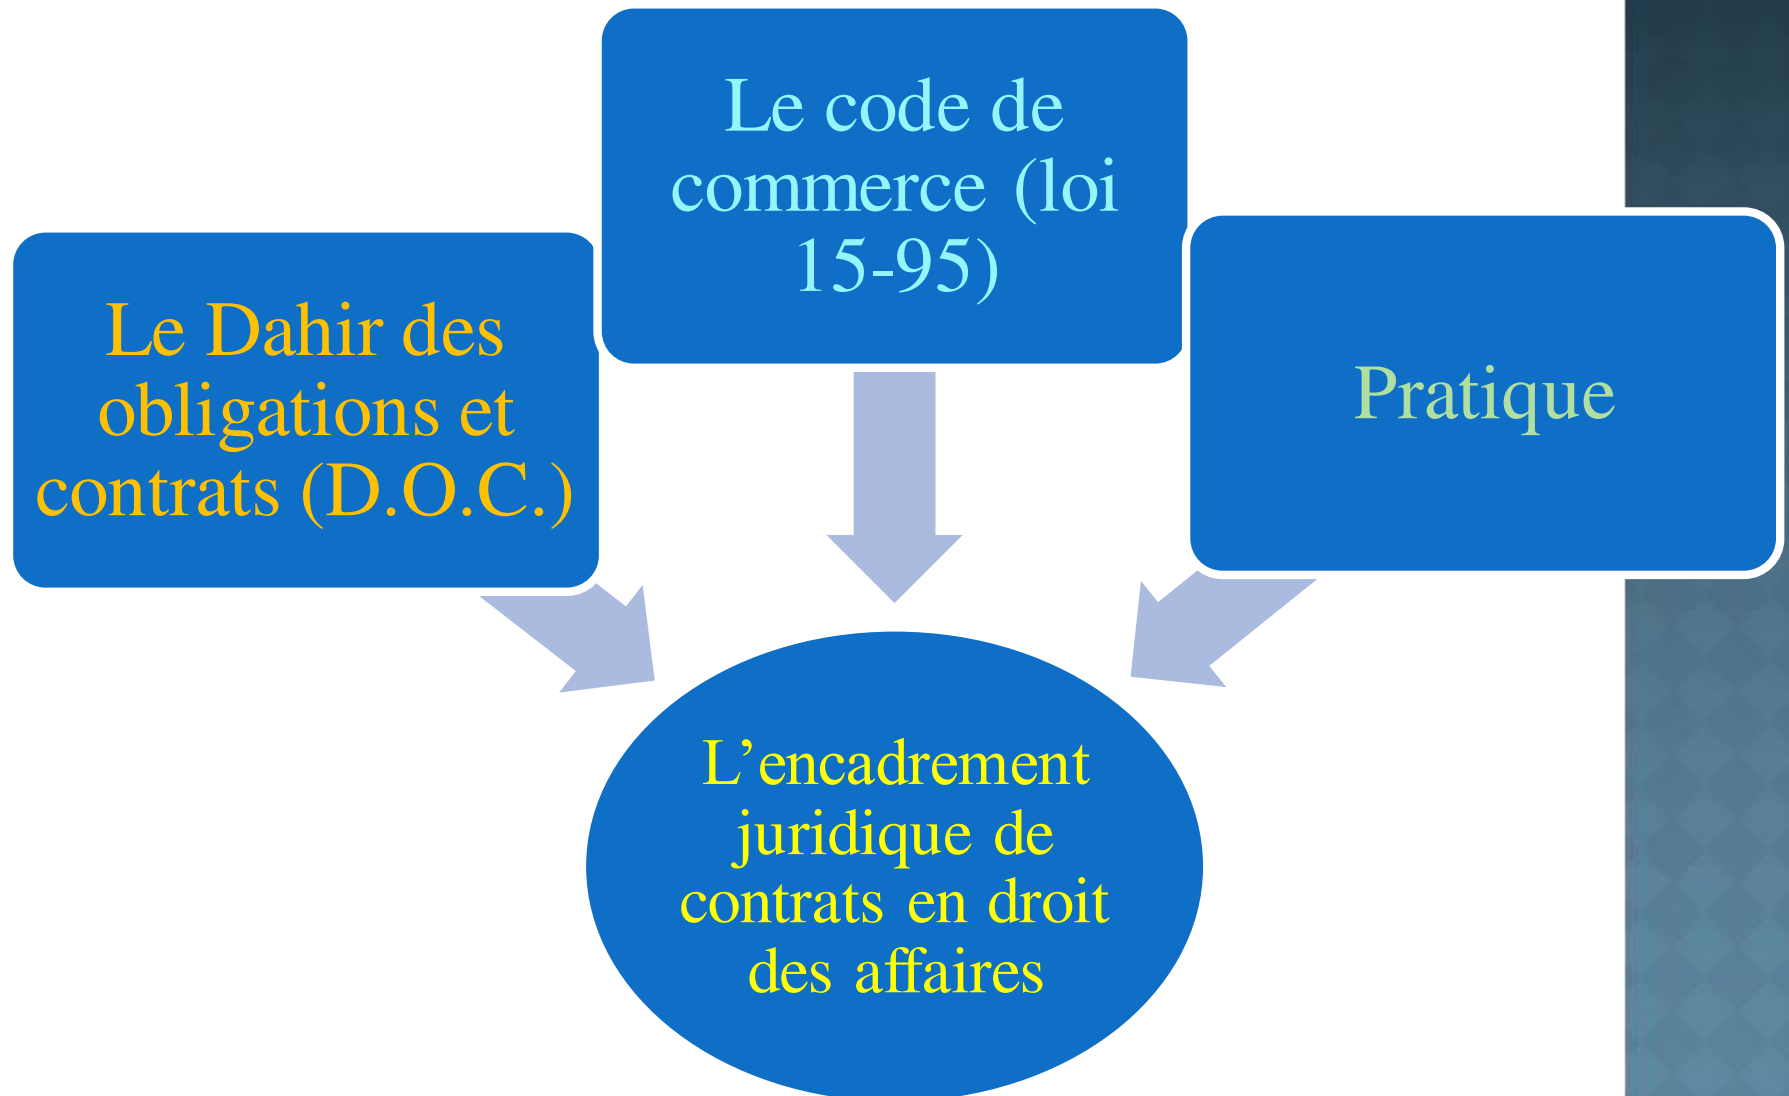 Le Dahir des
obligations et
contrats (D.O.C.)
Le code de
commerce (loi
15-95)
Pratique
L’encadrement
juridique de
contrats en droit
des affaires